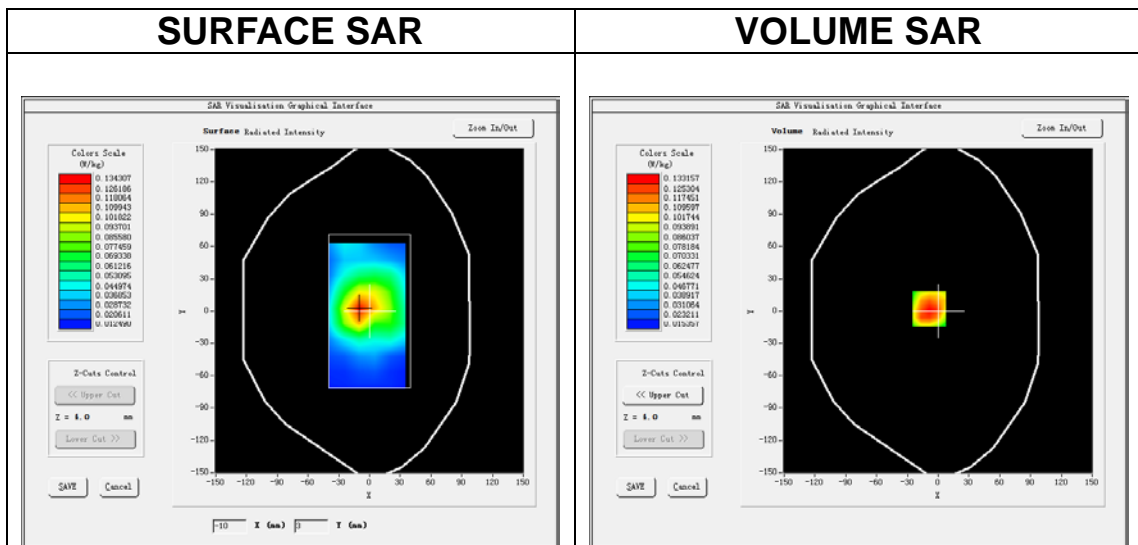 SURFACE SAR
VOLUME SAR
SAR Visualisation Graphical Interface
Surface Radiated Intensity
Zoom In/Out
Colors Scale
(W/kg)
0.134307
0.126186
0.118064
0.109943
0.101822
0.093701
0.085580
0.077459
0.069338
0.061216
0.053095
0.044974
0.036853
0.028732
0.020611
0.012490
Z-Cuts Control
<< Upper Cut
Z = 4.0 mm
Lower Cut >>
SAVE
Cancel
150
120
90
60
30
0
-30
-60
-90
-120
-150
Y
-150 -120 -90 -60 -30 0 30 60 90 120 150
X
-10 X (mm) 3 Y (mm)
SAR Visualisation Graphical Interface
Volume Radiated Intensity
Zoom In/Out
Colors Scale
(W/kg)
0.133157
0.125304
0.117451
0.109597
0.101744
0.093891
0.086037
0.078184
0.070331
0.062477
0.054624
0.046771
0.038917
0.031064
0.023211
0.015357
Z-Cuts Control
<< Upper Cut
Z = 4.0 mm
Lower Cut >>
SAVE
Cancel
150
120
90
60
30
0
-30
-60
-90
-120
-150
Y
-150 -120 -90 -60 -30 0 30 60 90 120 150
X